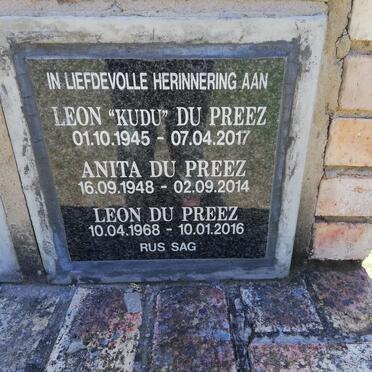 IN LIEFDEVOLLE HERINNERING AAN
LEON "KUDU" DU PREEZ
01.10.1945 - 07.04.2017
ANITA DU PREEZ
16.09.1948 - 02.09.2014
LEON DU PREEZ
10.04.1968 - 10.01.2016
RUS SAG